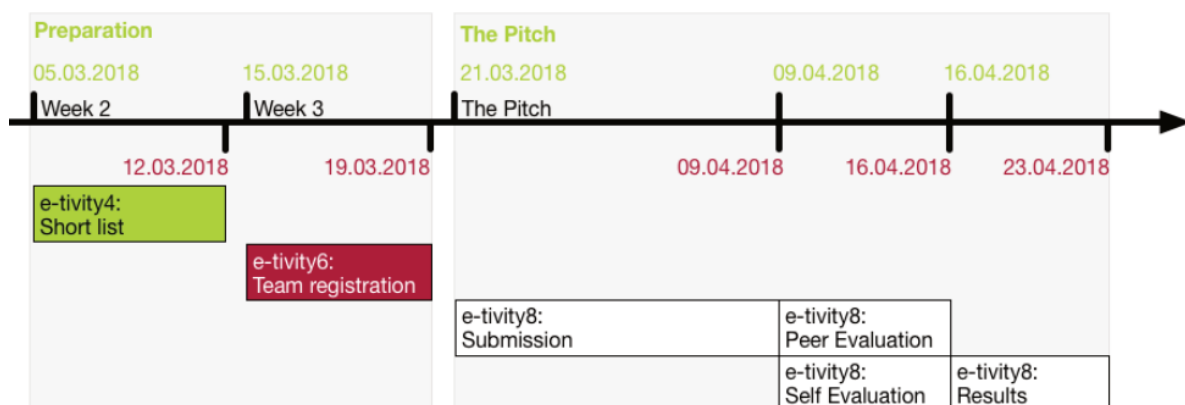 Preparation
The Pitch
05.03.2018
15.03.2018
21.03.2018
09.04.2018
16.04.2018
Week 2
Week 3
The Pitch
12.03.2018
19.03.2018
09.04.2018
16.04.2018
23.04.2018
e-tivity4:
Short list
e-tivity6:
Team registration
e-tivity8:
Submission
e-tivity8:
Peer Evaluation
e-tivity8:
Self Evaluation
e-tivity8:
Results